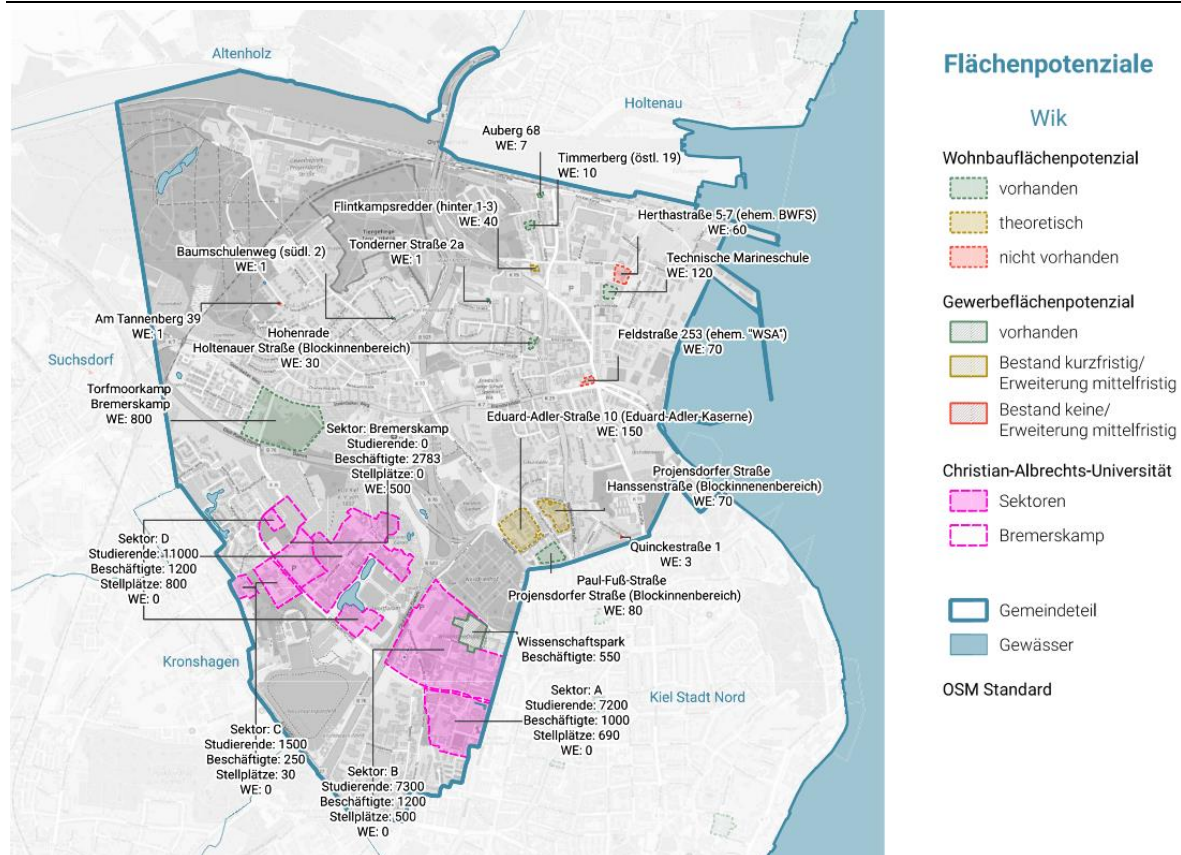 Altenholz
Holtenau
Auberg 68
WE: 7
Timmerberg (östl. 19)
WE: 10
Flintkampsredder (hinter 1-3)
WE: 40
Herthastraße 5-7 (ehem. BWFS)
WE: 60
Baumschulenweg (südl. 2)
WE: 1
Tonderner Straße 2a
WE: 1
Technische Marineschule
WE: 120
Am Tannenberg 39
WE: 1
Hohenrade
Holtenauer Straße (Blockinnenbereich)
WE: 30
Feldstraße 253 (ehem. "WSA")
WE: 70
Suchsdorf
Torfmoorkamp
Bremerskamp
WE: 800
Eduard-Adler-Straße 10 (Eduard-Adler-Kaserne)
WE: 150
Sektor: Bremerskamp
Studierende: 0
Beschäftigte: 2783
Stellplätze: 0
WE: 500
Projensdorfer Straße
Hanssenstraße (Blockinnenenbereich)
WE: 70
Sektor: D
Studierende: 11000
Beschäftigte: 1200
Stellplätze: 800
WE: 0
Quinckestraße 1
WE: 3
Paul-Fuß-Straße
Projensdorfer Straße (Blockinnenbereich)
WE: 80
Wissenschaftspark
Beschäftigte: 550
Kronshagen
Kiel Stadt Nord
Sektor: A
Studierende: 7200
Beschäftigte: 1000
Stellplätze: 690
WE: 0
Sektor: C
Studierende: 1500
Beschäftigte: 250
Stellplätze: 30
WE: 0
Sektor: B
Studierende: 7300
Beschäftigte: 1200
Stellplätze: 500
WE: 0
Flächenpotenziale
Wik
Wohnbauflächenpotenzial
vorhanden
theoretisch
nicht vorhanden
Gewerbeflächenpotenzial
vorhanden
Bestand kurzfristig/
Erweiterung mittelfristig
Bestand keine/
Erweiterung mittelfristig
Christian-Albrechts-Universität
Sektoren
Bremerskamp
Gemeindeteil
Gewässer
OSM Standard